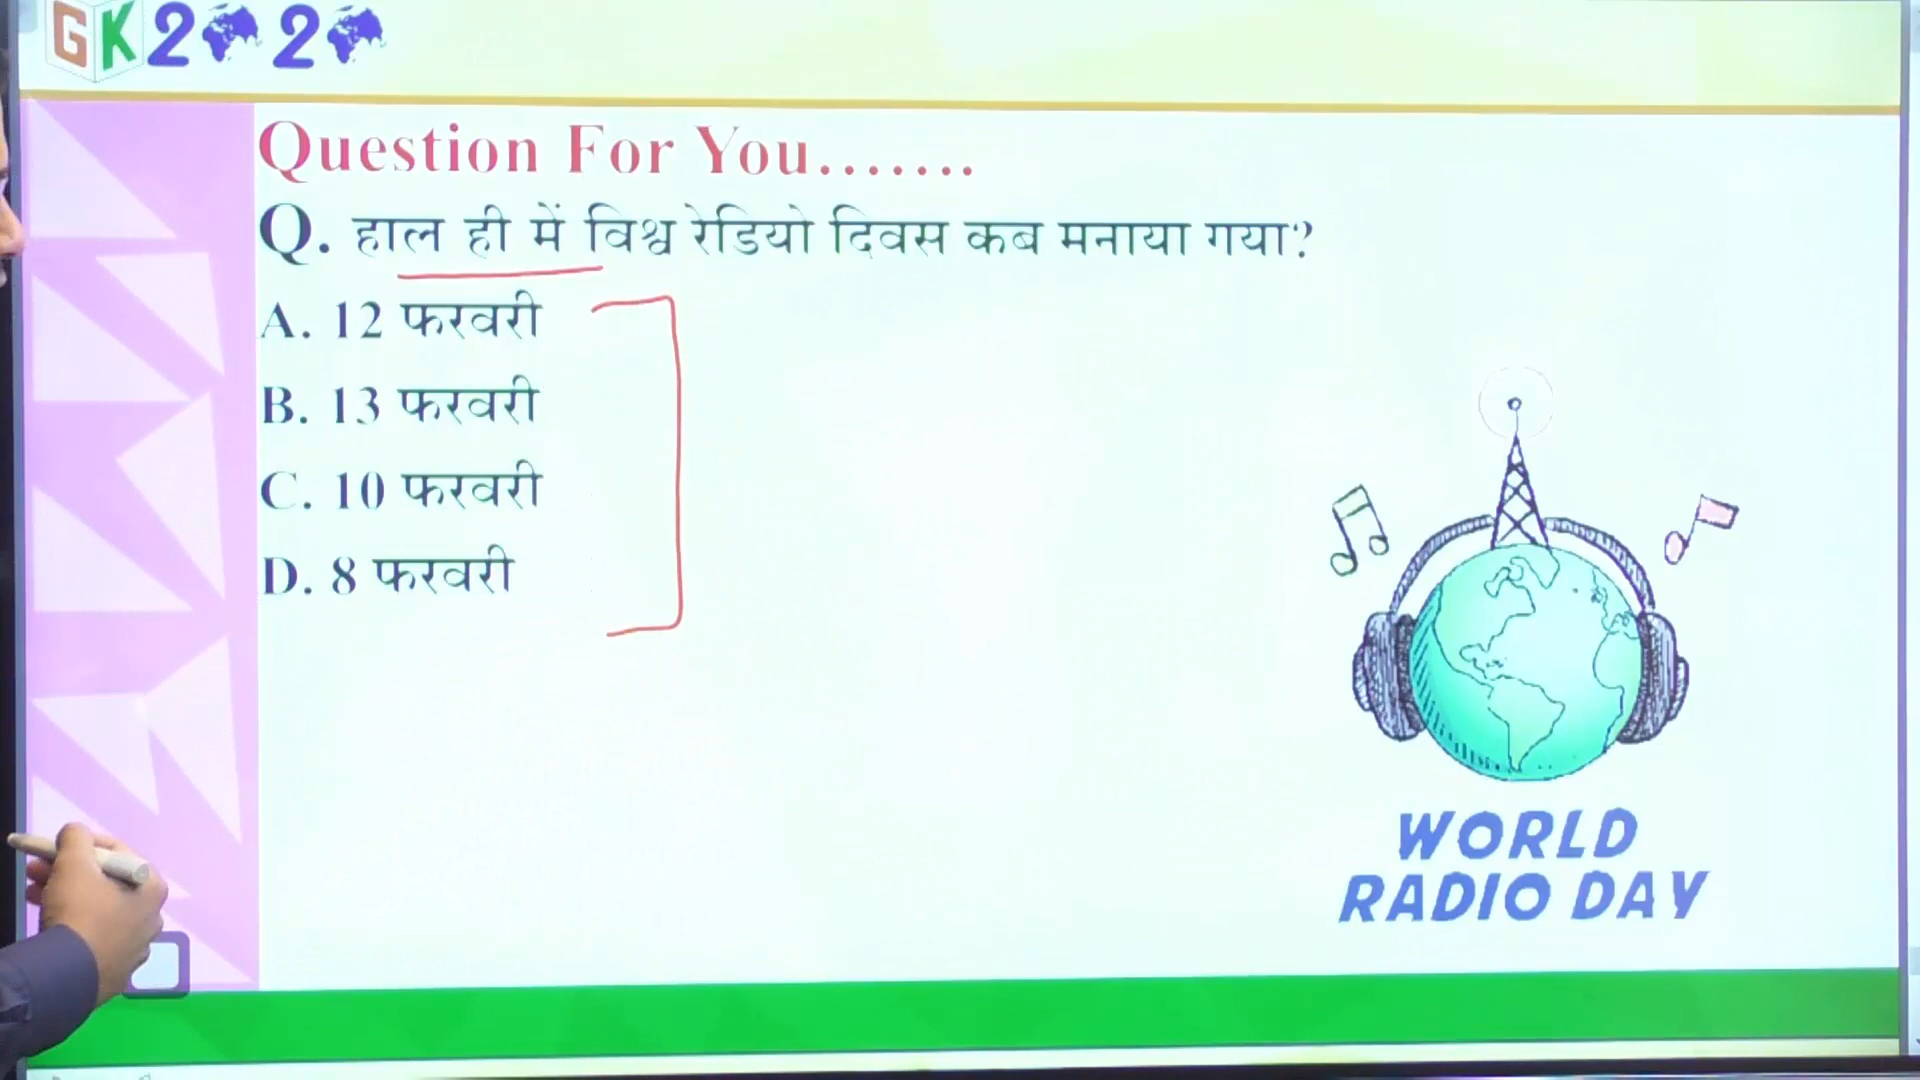 GK2020
Question For You.......
Q. हाल ही में विश्व रेडियो दिवस कब मनाया गया?
A. 12 फरवरी
B. 13 फरवरी
C. 10 फरवरी
D. 8 फरवरी
WORLD
RADIO DAY